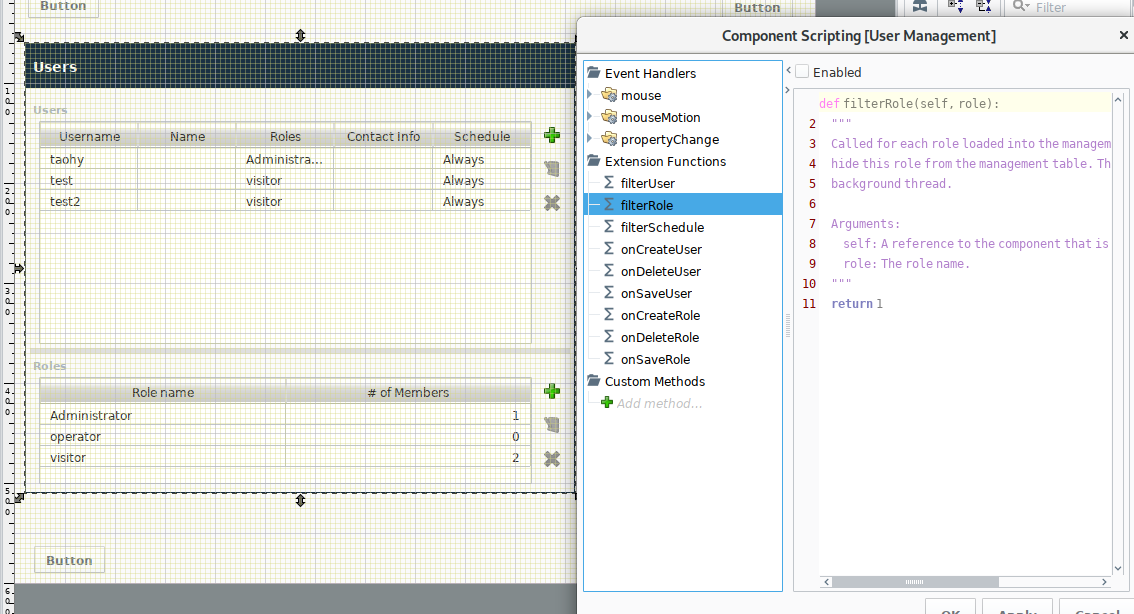 Button
Button
Filter
Component Scripting [User Management]
Users
Users
Username Name Roles Contact Info Schedule
taohy Administra... Always
test visitor Always
test2 visitor Always
Roles
Role name # of Members
Administrator 1
operator 0
visitor 2
Button
Event Handlers
mouse
mouseMotion
propertyChange
Extension Functions
filterUser
filterRole
filterSchedule
onCreateUser
onDeleteUser
onSaveUser
onCreateRole
onDeleteRole
onSaveRole
Custom Methods
Add method...
Enabled
def filterRole(self, role):
2 """
3 Called for each role loaded into the managem
4 hide this role from the management table. Th
5 background thread.
6
7 Arguments:
8 self: A reference to the component that is
9 role: The role name.
10 """
11 return 1
OK Apply Cancel